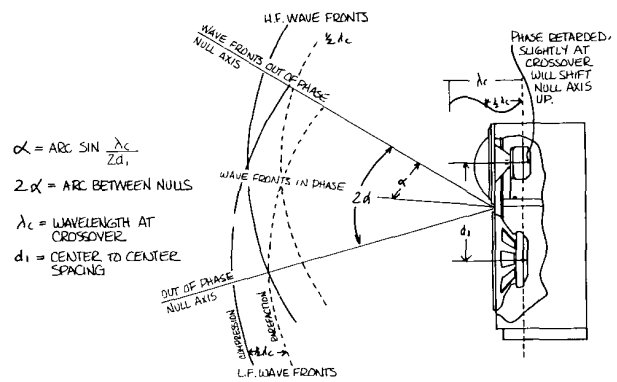 H.F. WAVE FRONTS
½ λc
WAVE FRONTS OUT OF PHASE
NULL AXIS
PHASE RETARDED,
SLIGHTLY AT
CROSSOVER
WILL SHIFT
NULL AXIS
UP.
λc
½ λc
α = ARC SIN λc
2d₁
2α = ARC BETWEEN NULLS
λc = WAVELENGTH AT
CROSSOVER
d₁ = CENTER TO CENTER
SPACING
WAVE FRONTS IN PHASE
2α
α
d₁
OUT OF PHASE
NULL AXIS
COMPRESSION
RAREFACTION
½ λc
L.F. WAVE FRONTS